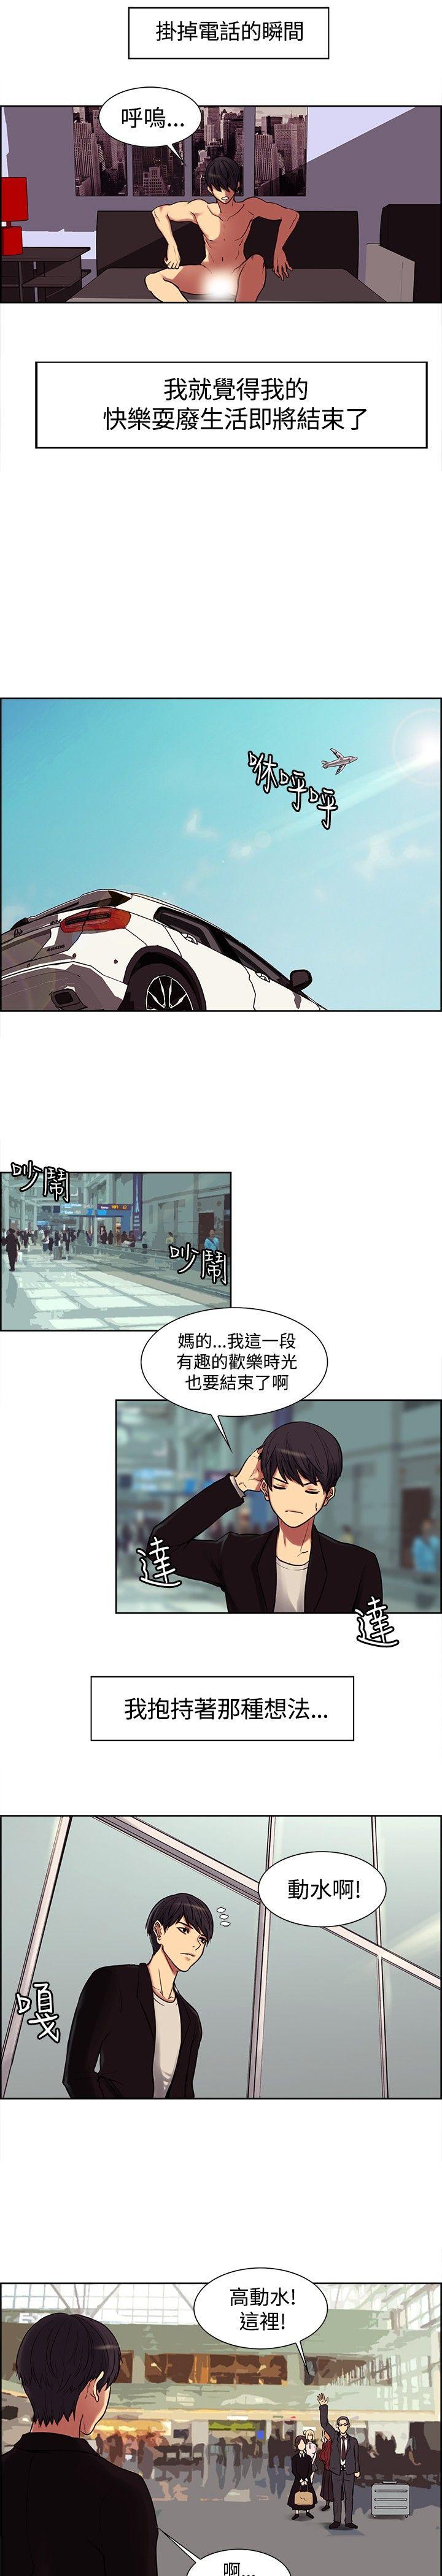 掛掉電話的瞬間
呼嗚...
我就覺得我的
快樂耍廢生活即將結束了
咻呼呼
吵鬧
吵鬧
媽的...我這一段
有趣的歡樂時光
也要結束了啊
達
達
我抱持著那種想法...
動水啊!
嘎
高動水!
這裡!
啊...